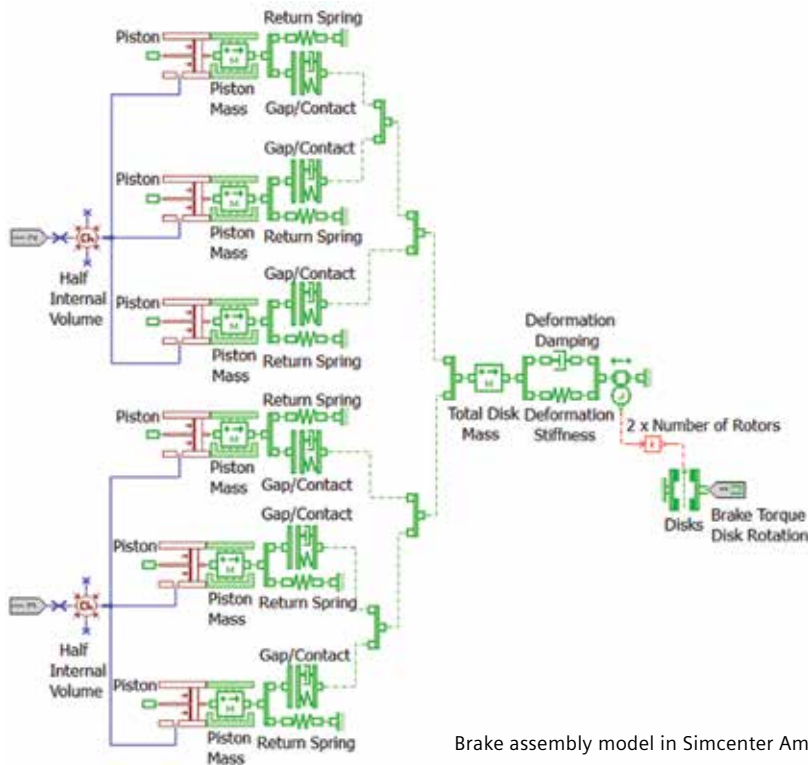 Return Spring
Piston
Piston
Mass
Gap/Contact
Gap/Contact
Piston
Piston
Mass
Return Spring
Half
Internal
Volume
Gap/Contact
Piston
Piston
Mass
Return Spring
Deformation
Damping
Total Disk
Mass
Deformation
Stiffness
2 x Number of Rotors
Disks
Brake Torque
Disk Rotation
Return Spring
Piston
Piston
Mass
Gap/Contact
Gap/Contact
Piston
Piston
Mass
Return Spring
Half
Internal
Volume
Gap/Contact
Piston
Piston
Mass
Return Spring
Brake assembly model in Simcenter Am